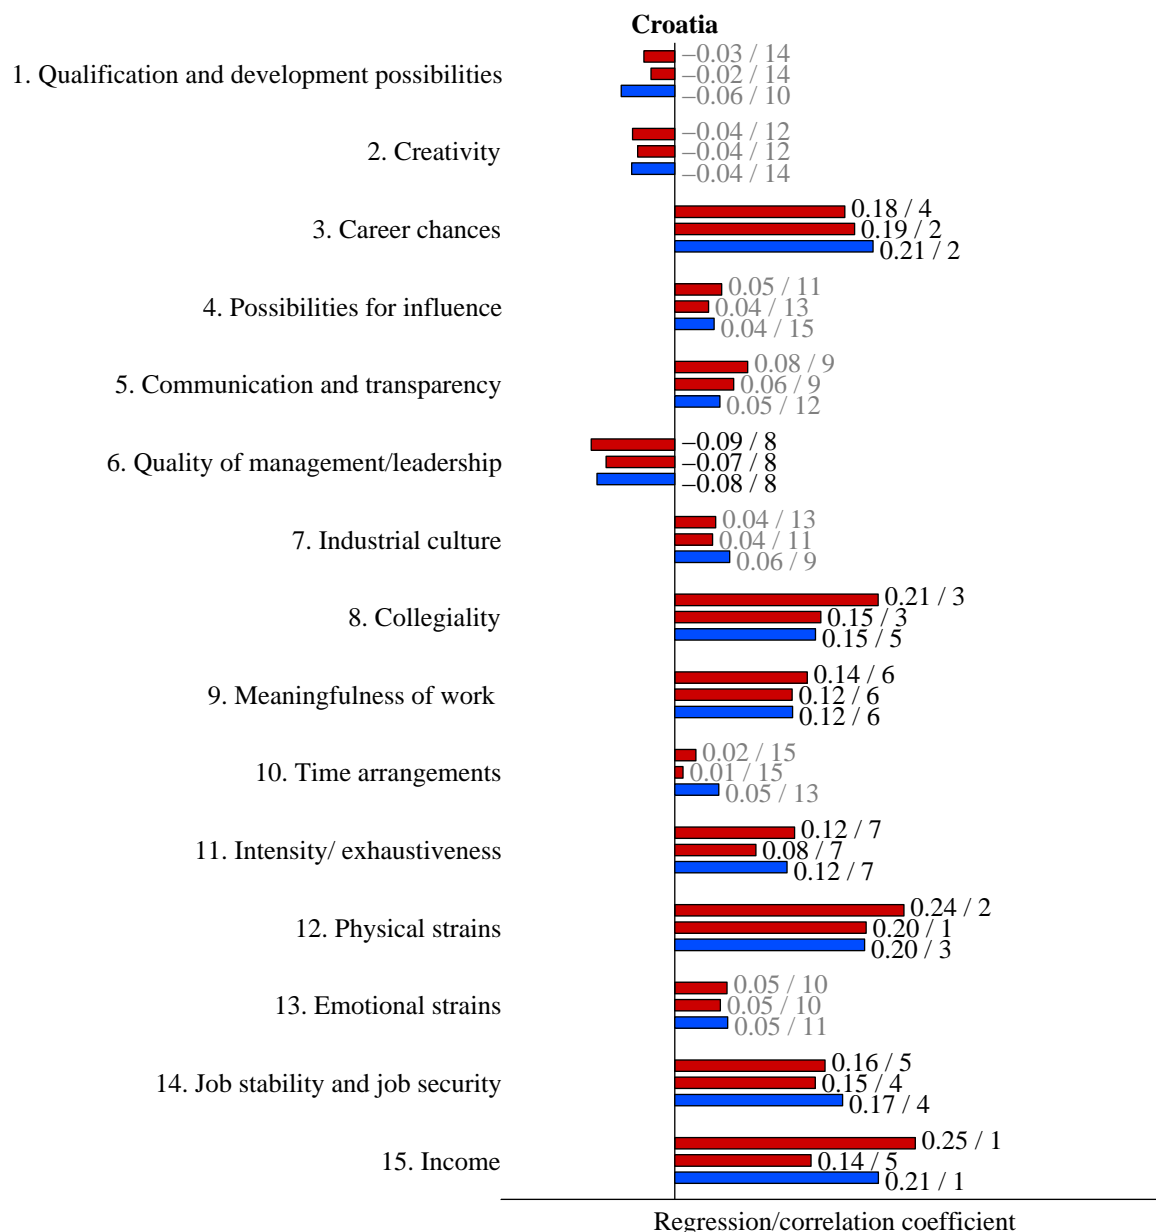 Croatia
1. Qualification and development possibilities
–0.03 / 14
–0.02 / 14
–0.06 / 10
2. Creativity
–0.04 / 12
–0.04 / 12
–0.04 / 14
3. Career chances
0.18 / 4
0.19 / 2
0.21 / 2
4. Possibilities for influence
0.05 / 11
0.04 / 13
0.04 / 15
5. Communication and transparency
0.08 / 9
0.06 / 9
0.05 / 12
6. Quality of management/leadership
–0.09 / 8
–0.07 / 8
–0.08 / 8
7. Industrial culture
0.04 / 13
0.04 / 11
0.06 / 9
8. Collegiality
0.21 / 3
0.15 / 3
0.15 / 5
9. Meaningfulness of work
0.14 / 6
0.12 / 6
0.12 / 6
10. Time arrangements
0.02 / 15
0.01 / 15
0.05 / 13
11. Intensity/ exhaustiveness
0.12 / 7
0.08 / 7
0.12 / 7
12. Physical strains
0.24 / 2
0.20 / 1
0.20 / 3
13. Emotional strains
0.05 / 10
0.05 / 10
0.05 / 11
14. Job stability and job security
0.16 / 5
0.15 / 4
0.17 / 4
15. Income
0.25 / 1
0.14 / 5
0.21 / 1
Regression/correlation coefficient